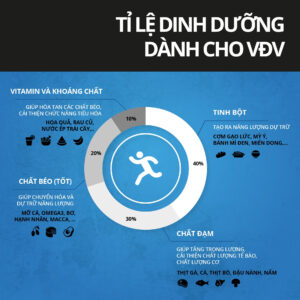 TỈ LỆ DINH DƯỠNG
DÀNH CHO VĐV
VITAMIN VÀ KHOÁNG CHẤT
GIÚP HÒA TAN CÁC CHẤT BÉO,
CẢI THIỆN CHỨC NĂNG TIÊU HÓA
HOA QUẢ, RAU CỦ,
NƯỚC ÉP TRÁI CÂY...
10%
TINH BỘT
TẠO RA NĂNG LƯỢNG DỰ TRỮ
CƠM GẠO LỨC, MỲ Ý,
BÁNH MÌ ĐEN, MIẾN DONG,...
40%
20%
CHẤT BÉO (TỐT)
GIÚP CHUYỂN HÓA VÀ
DỰ TRỮ NĂNG LƯỢNG
MỠ CÁ, OMEGA3, BƠ,
HẠNH NHÂN, MACCA, ...
30%
CHẤT ĐẠM
GIÚP TĂNG TRỌNG LƯỢNG,
CẢI THIỆN CHẤT LƯỢNG TẾ BÀO,
CHẤT LƯỢNG CƠ
THỊT GÀ, CÁ, THỊT BÒ, ĐẬU NÀNH, NẤM